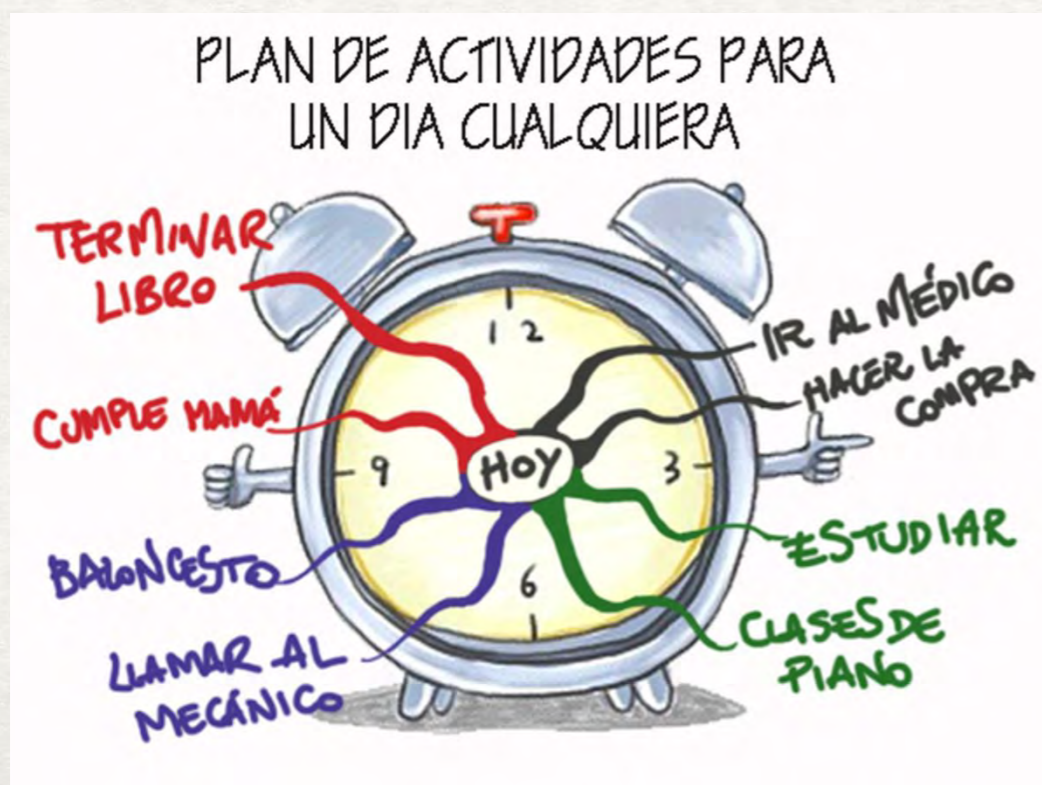 PLAN DE ACTIVIDADES PARA
UN DIA CUALQUIERA
TERMINAR
LIBRO
CUMPLE MAMÁ
BALONCESTO
LLAMAR AL
MECÁNICO
IR AL MÉDICO
HACER LA
COMPRA
ESTUDIAR
CLASES DE
PIANO
12
9
HOY
3
6